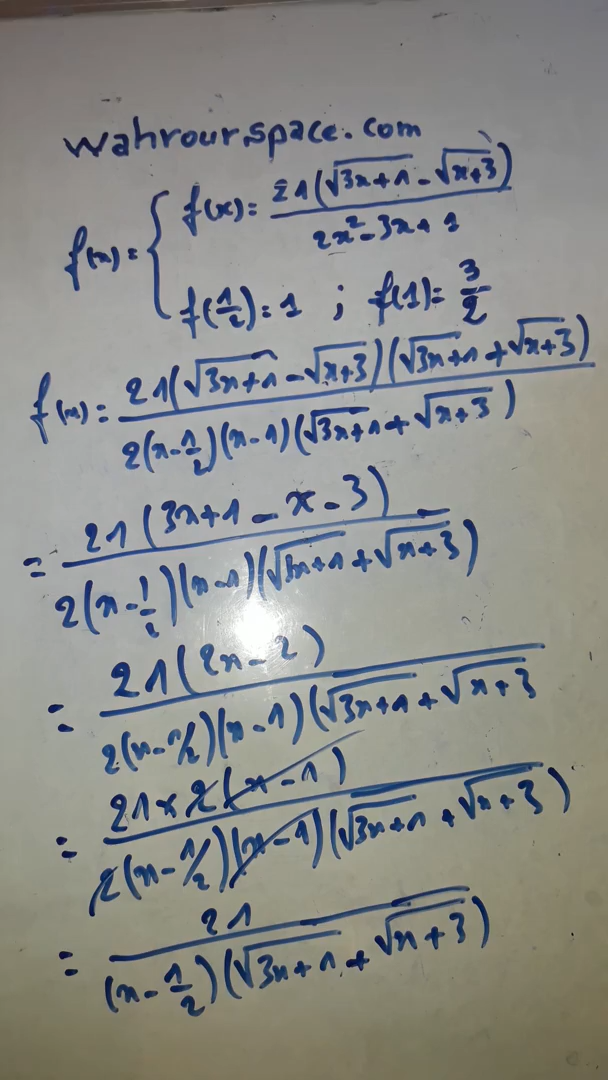 wahrour.space.com
f(x) = { f(x) = 21(√(3x+1) - √(x+3)) / (2x² - 3x + 1)
f(1/2) = 1 ; f(1) = 3/2
f(x) = 21(√(3x+1) - √(x+3))(√(3x+1) + √(x+3)) / 2(x - 1/2)(x - 1)(√(3x+1) + √(x+3))
= 21(3x+1 - x - 3) / 2(x - 1/2)(x - 1)(√(3x+1) + √(x+3))
= 21(2x - 2) / 2(x - 1/2)(x - 1)(√(3x+1) + √(x+3)
= 21 × 2(x - 1) / 2(x - 1/2)(x - 1)(√(3x+1) + √(x+3))
= 21 / (x - 1/2)(√(3x+1) + √(x+3))